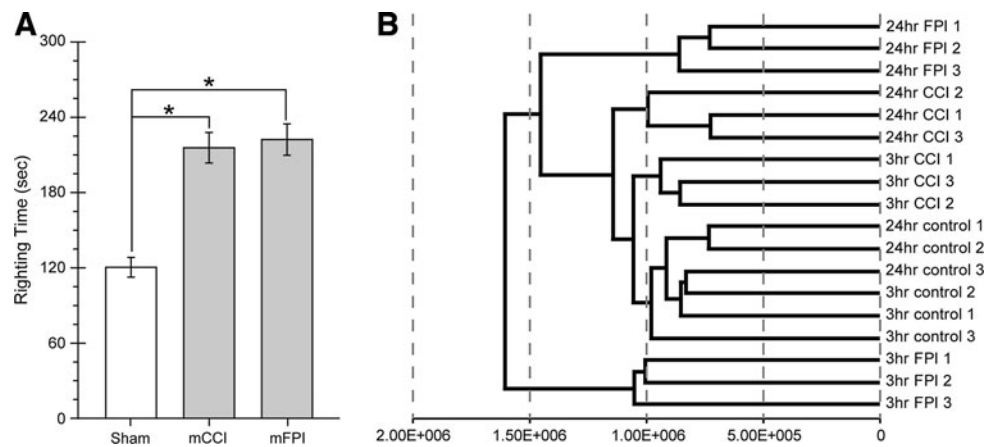 A
300
240
180
120
60
0
Righting Time (sec)
*
*
Sham
mCCI
mFPI
B
24hr FPI 1
24hr FPI 2
24hr FPI 3
24hr CCI 2
24hr CCI 1
24hr CCI 3
3hr CCI 1
3hr CCI 3
3hr CCI 2
24hr control 1
24hr control 2
24hr control 3
3hr control 2
3hr control 1
3hr control 3
3hr FPI 1
3hr FPI 2
3hr FPI 3
2.00E+006
1.50E+006
1.00E+006
5.00E+005
0